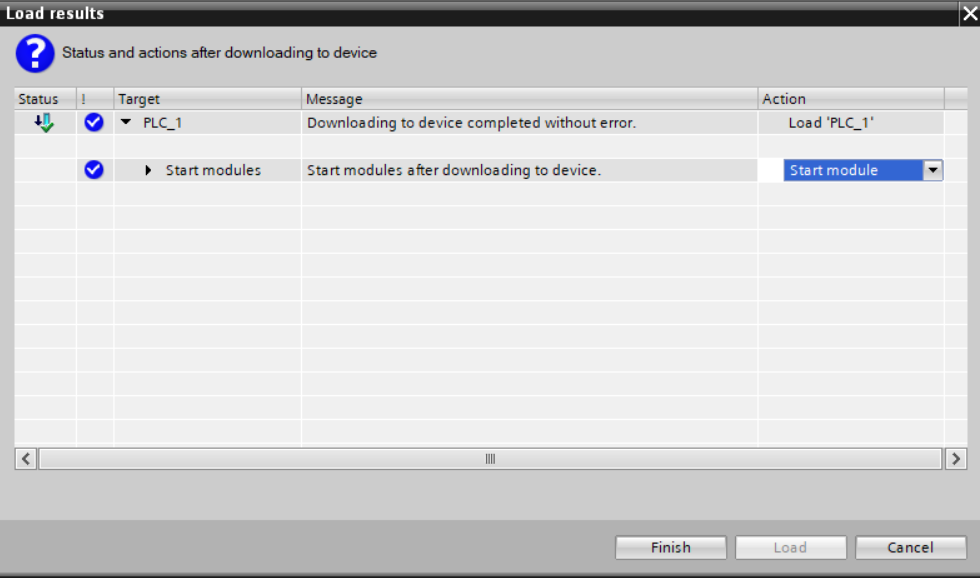 Load results
Status and actions after downloading to device
Status ! Target Message Action
PLC_1 Downloading to device completed without error. Load 'PLC_1'
Start modules Start modules after downloading to device. Start module
Finish Load Cancel